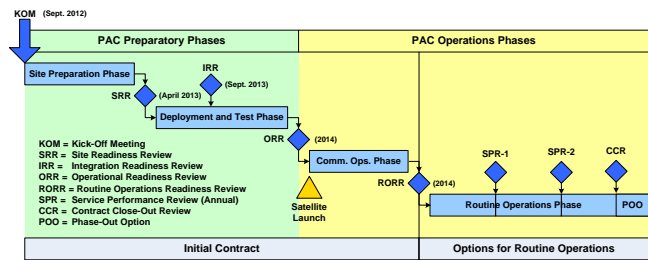 KOM (Sept. 2012)
PAC Preparatory Phases
PAC Operations Phases
Site Preparation Phase
IRR
(Sept. 2013)
SRR
(April 2013)
Deployment and Test Phase
ORR
(2014)
Comm. Ops. Phase
RORR
(2014)
SPR-1
SPR-2
CCR
Routine Operations Phase
POO
Satellite
Launch
KOM = Kick-Off Meeting
SRR = Site Readiness Review
IRR = Integration Readiness Review
ORR = Operational Readiness Review
RORR = Routine Operations Readiness Review
SPR = Service Performance Review (Annual)
CCR = Contract Close-Out Review
POO = Phase-Out Option
Initial Contract
Options for Routine Operations